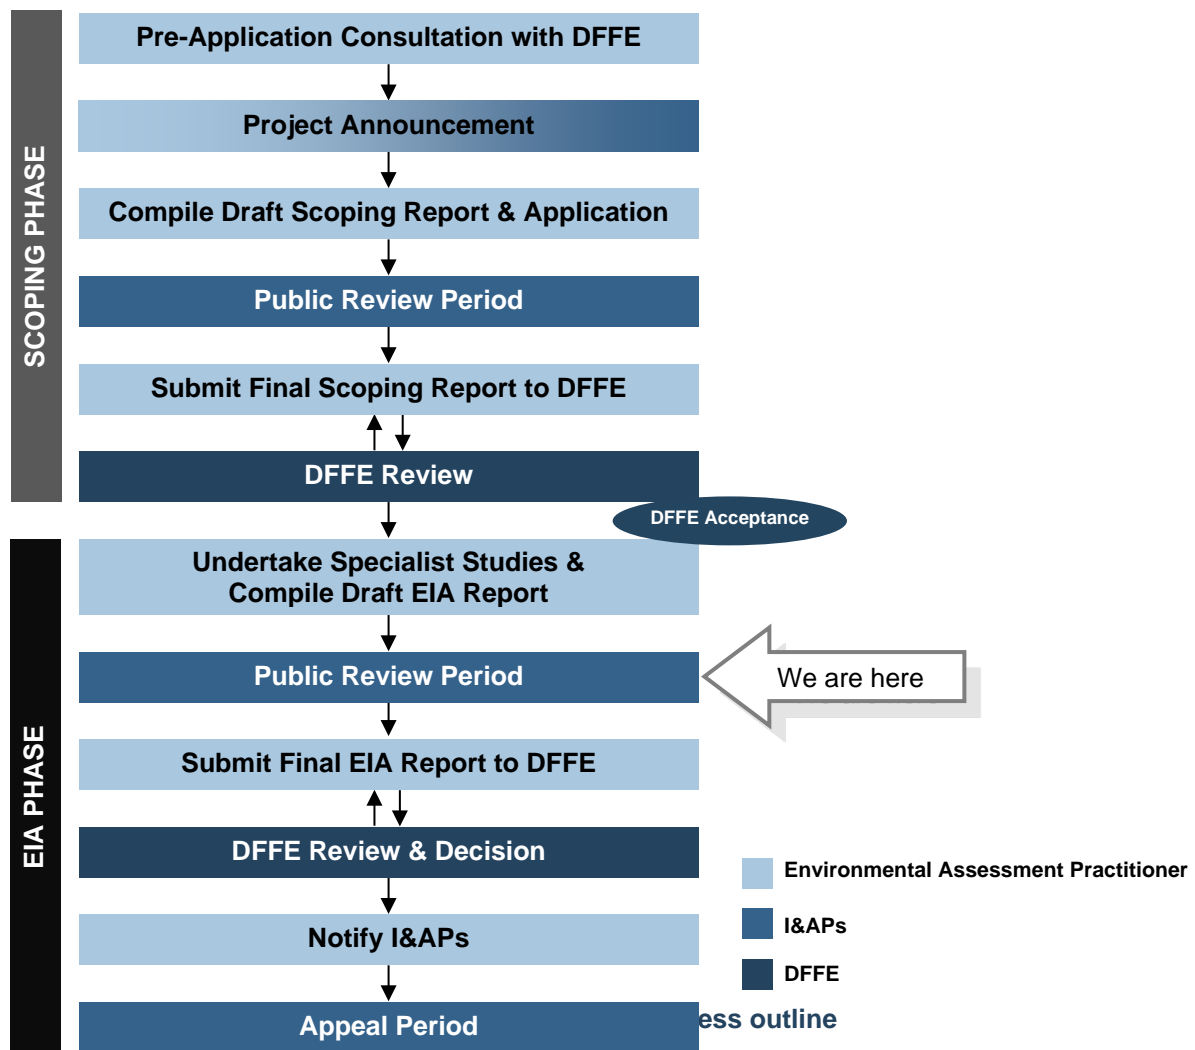 SCOPING PHASE
Pre-Application Consultation with DFFE
Project Announcement
Compile Draft Scoping Report & Application
Public Review Period
Submit Final Scoping Report to DFFE
DFFE Review
DFFE Acceptance
EIA PHASE
Undertake Specialist Studies &
Compile Draft EIA Report
Public Review Period
We are here
Submit Final EIA Report to DFFE
DFFE Review & Decision
Notify I&APs
Appeal Period
Environmental Assessment Practitioner
I&APs
DFFE
ess outline